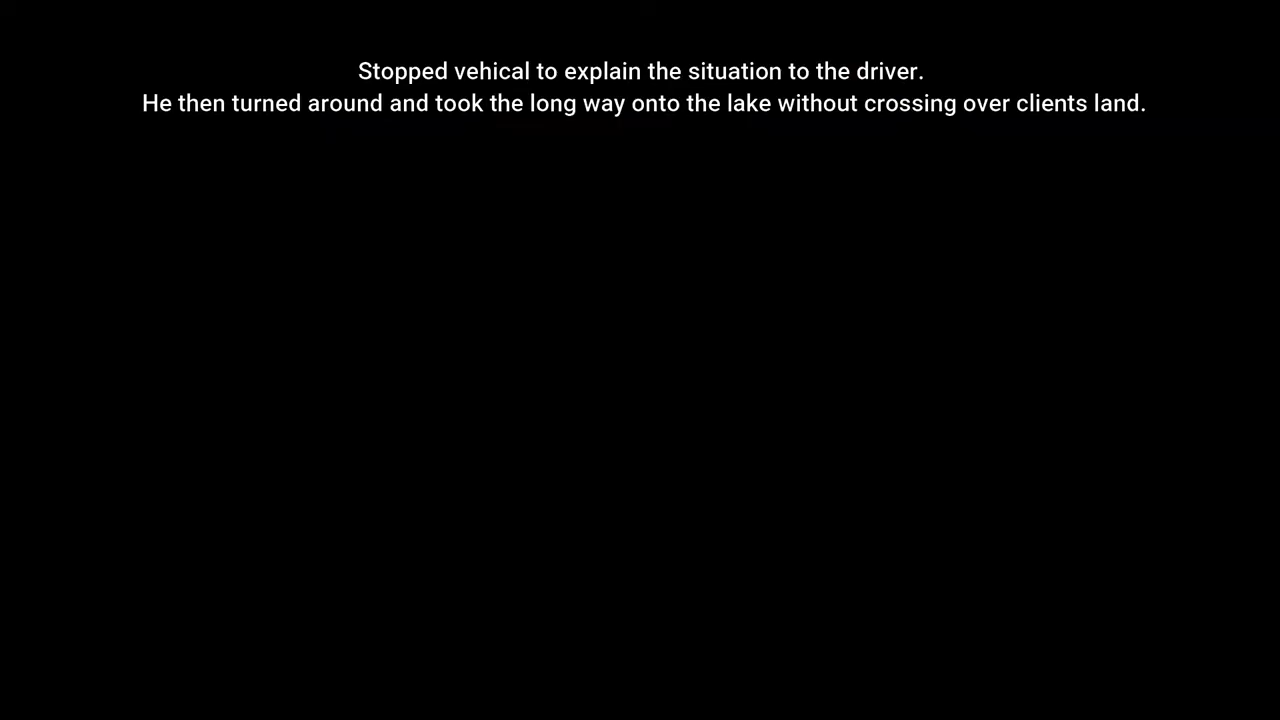 Stopped vehical to explain the situation to the driver.
He then turned around and took the long way onto the lake without crossing over clients land.